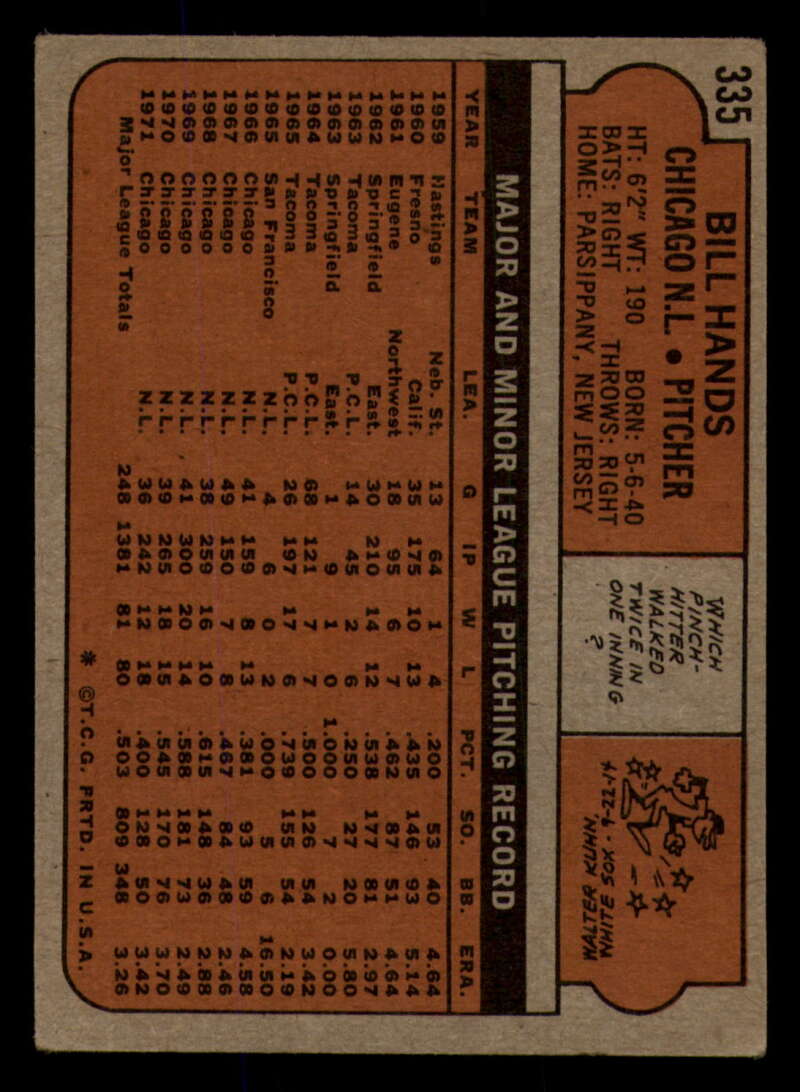 335
BILL HANDS
CHICAGO N.L. • PITCHER
HT: 6'2" WT: 190 BORN: 5-6-40
BATS: RIGHT THROWS: RIGHT
HOME: PARSIPPANY, NEW JERSEY
WHICH
PINCH-
HITTER
WALKED
TWICE IN
ONE INNING
?
WALTER KUHN,
WHITE SOX • 7-22-14
MAJOR AND MINOR LEAGUE PITCHING RECORD
YEAR TEAM LEA. G IP W L PCT. SO. BB. ERA.
1959 Hastings Neb. St. 13 64 1 4 .200 53 40 4.64
1960 Fresno Calif. 35 175 10 13 .435 146 93 5.14
1961 Eugene Northwest 18 95 6 7 .462 87 51 4.64
1962 Springfield East. 30 210 14 12 .538 177 81 2.97
1963 Tacoma P.C.L. 14 45 2 6 .250 27 20 5.80
1963 Springfield East. 1 9 1 0 1.000 7 2 0.00
1964 Tacoma P.C.L. 68 121 7 7 .500 126 54 3.42
1965 Tacoma P.C.L. 26 197 17 6 .739 155 54 2.19
1965 San Francisco N.L. 4 6 0 2 .000 5 6 16.50
1966 Chicago N.L. 41 159 8 13 .381 93 59 4.58
1967 Chicago N.L. 49 150 7 8 .467 84 48 2.46
1968 Chicago N.L. 38 259 16 10 .615 148 36 2.88
1969 Chicago N.L. 41 300 20 14 .588 181 73 2.49
1970 Chicago N.L. 39 265 18 15 .545 170 76 3.70
1971 Chicago N.L. 36 242 12 18 .400 128 50 3.42
Major League Totals 248 1381 81 80 .503 809 348 3.26
* ©T.C.G. PRTD. IN U.S.A.